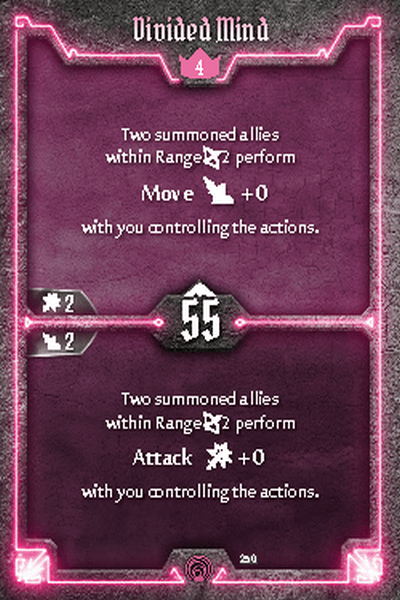 Divided Mind
4
Two summoned allies
within Range 2 perform
Move +0
with you controlling the actions.
2
55
2
Two summoned allies
within Range 2 perform
Attack +0
with you controlling the actions.